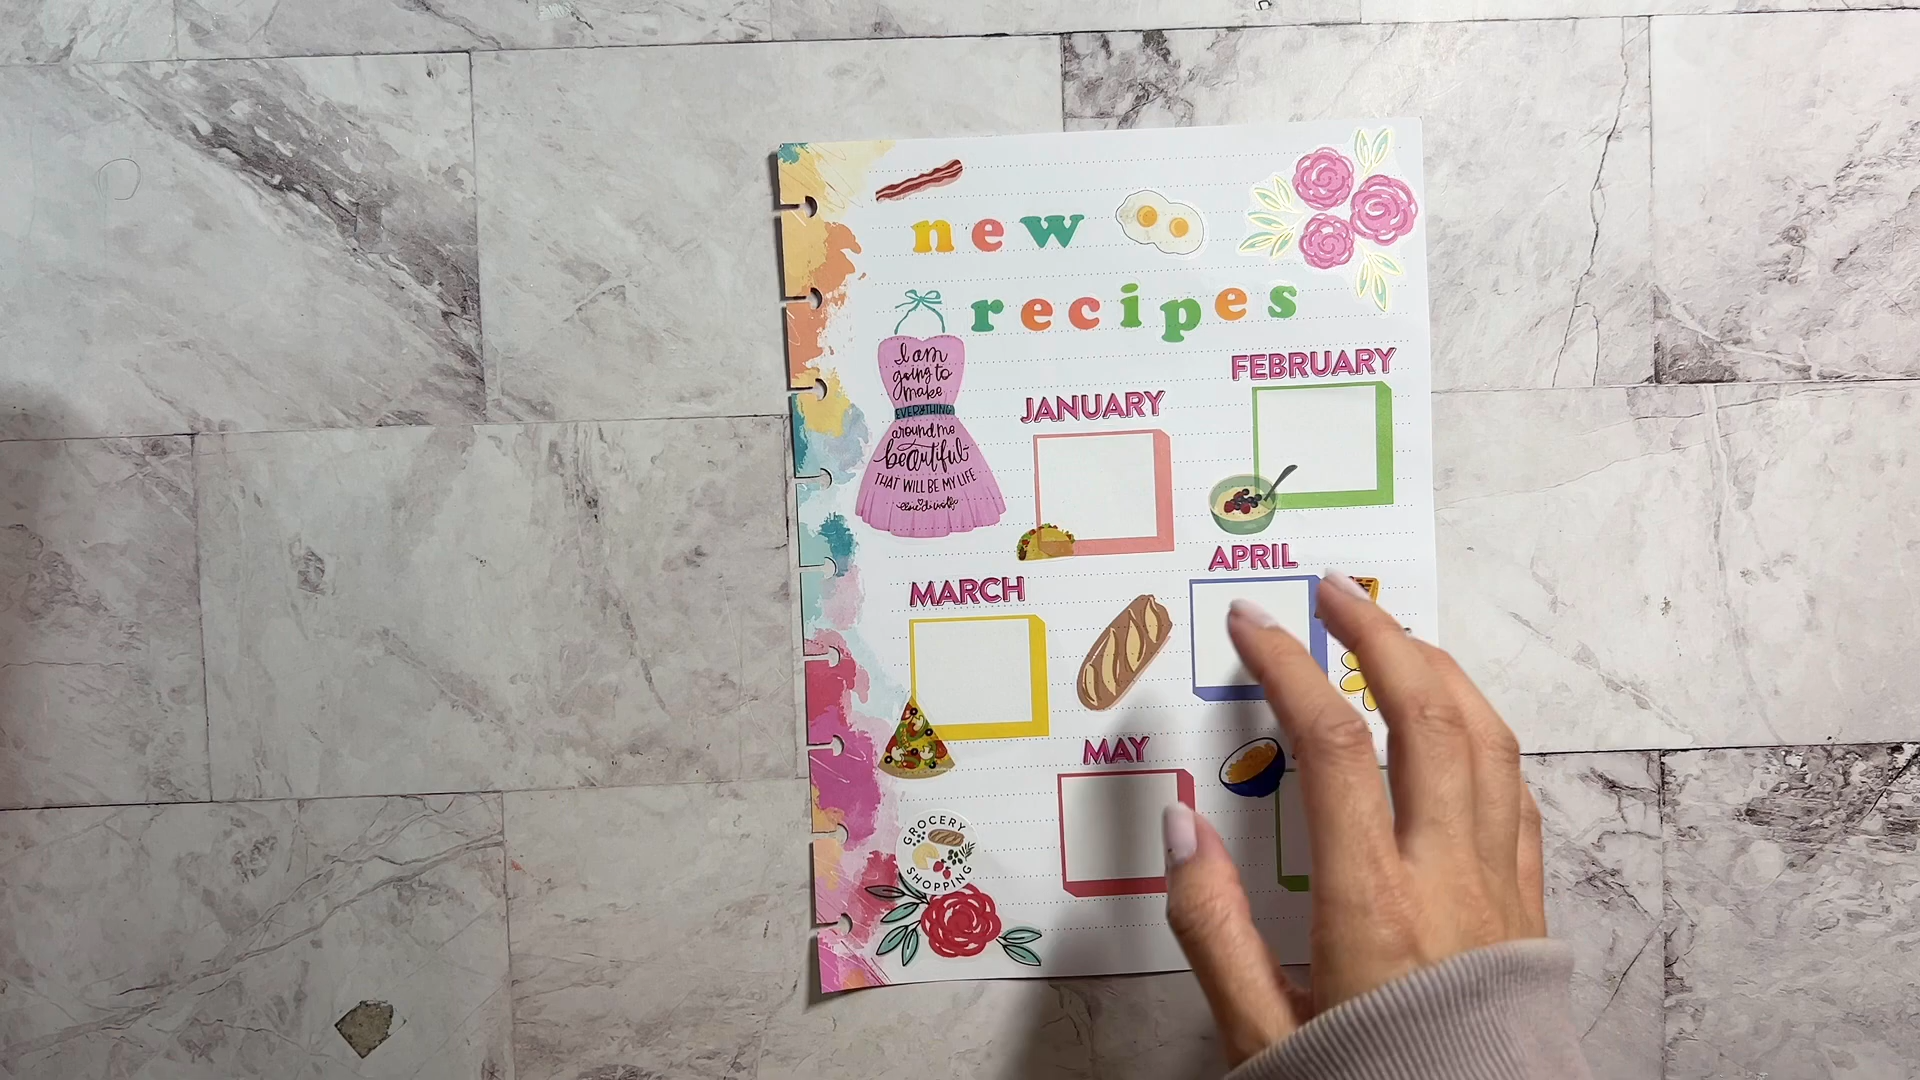 new
recipes
I am
going to
make
EVERYTHING
around me
beautiful
THAT WILL BE MY LIFE
FEBRUARY
JANUARY
APRIL
MARCH
MAY
GROCERY
SHOPPING